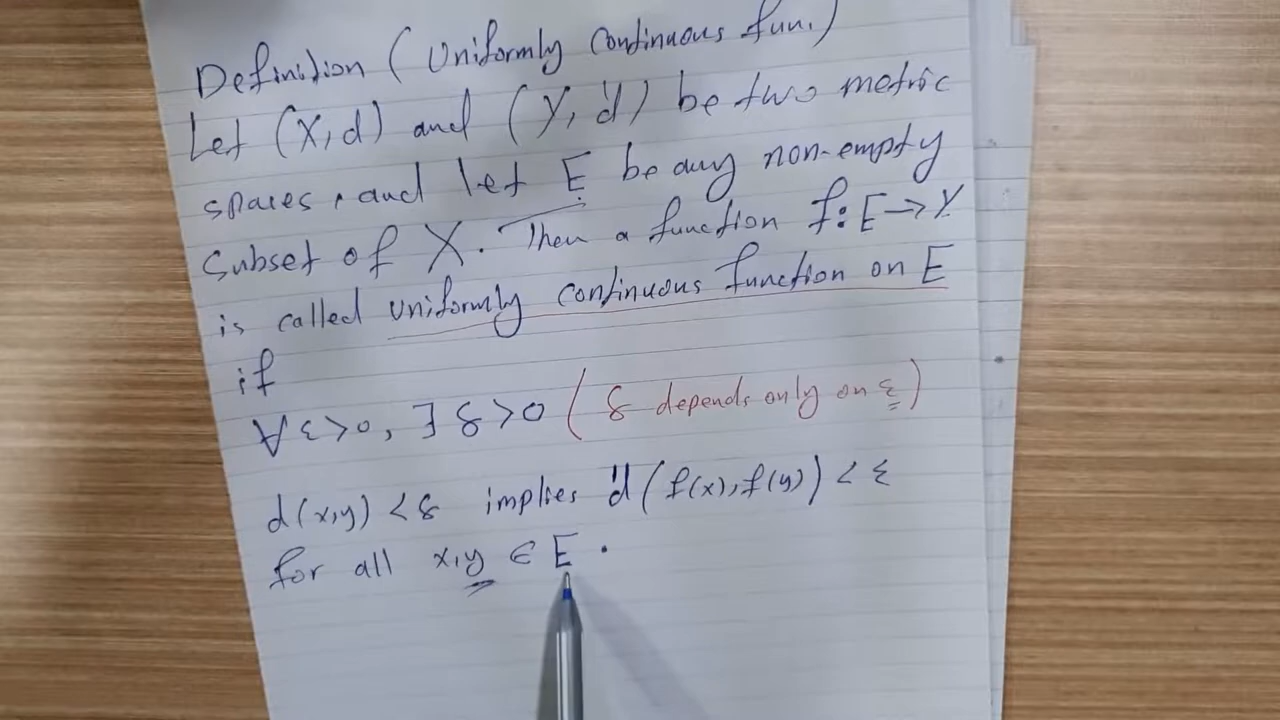 Definition (Uniformly Continuous fun.)
Let (X,d) and (Y,d') be two metric
spaces, and let E be any non-empty
Subset of X. Then a function f:E→Y
is called uniformly continuous function on E
if
∀ε>0, ∃ δ>0 (δ depends only on ε)
d(x,y) <δ implies d'(f(x),f(y)) < ε
for all x,y ∈ E.